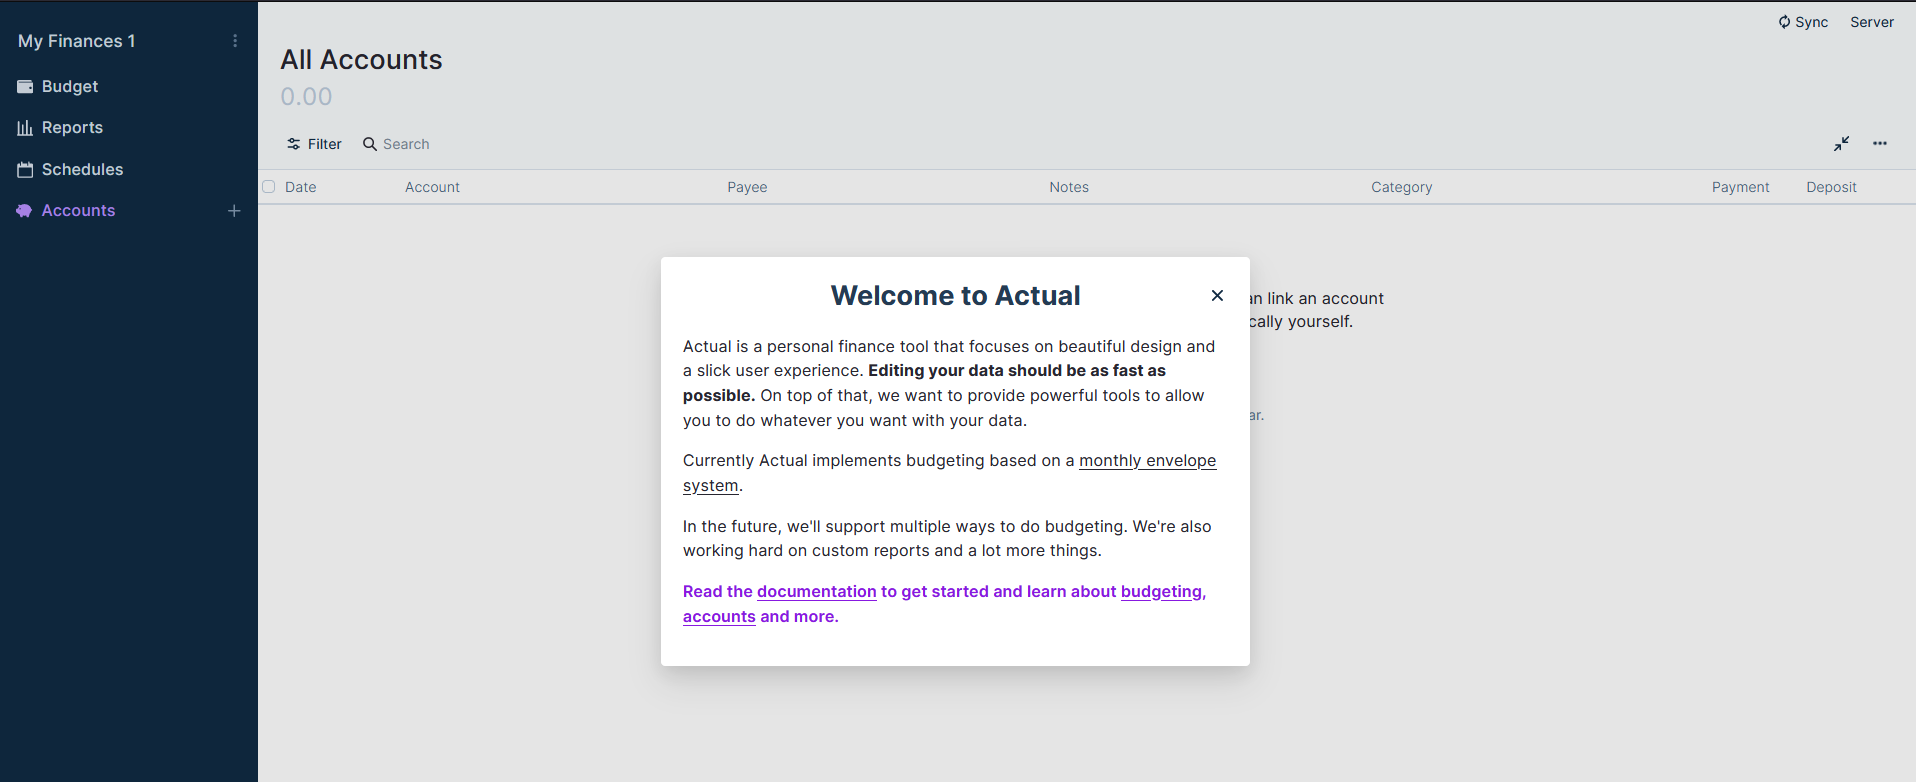 My Finances 1
Budget
Reports
Schedules
Accounts
Sync Server
All Accounts
0.00
Filter Search
Date Account Payee Notes Category Payment Deposit
Welcome to Actual
Actual is a personal finance tool that focuses on beautiful design and
a slick user experience. Editing your data should be as fast as
possible. On top of that, we want to provide powerful tools to allow
you to do whatever you want with your data.
Currently Actual implements budgeting based on a monthly envelope
system.
In the future, we'll support multiple ways to do budgeting. We're also
working hard on custom reports and a lot more things.
Read the documentation to get started and learn about budgeting,
accounts and more.
an link an account
cally yourself.
ar.